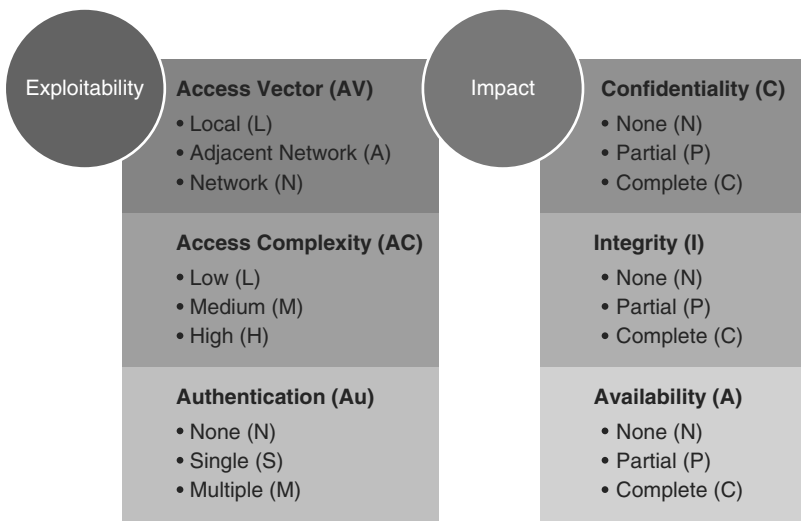 Exploitability
Access Vector (AV)
• Local (L)
• Adjacent Network (A)
• Network (N)
Access Complexity (AC)
• Low (L)
• Medium (M)
• High (H)
Authentication (Au)
• None (N)
• Single (S)
• Multiple (M)
Impact
Confidentiality (C)
• None (N)
• Partial (P)
• Complete (C)
Integrity (I)
• None (N)
• Partial (P)
• Complete (C)
Availability (A)
• None (N)
• Partial (P)
• Complete (C)